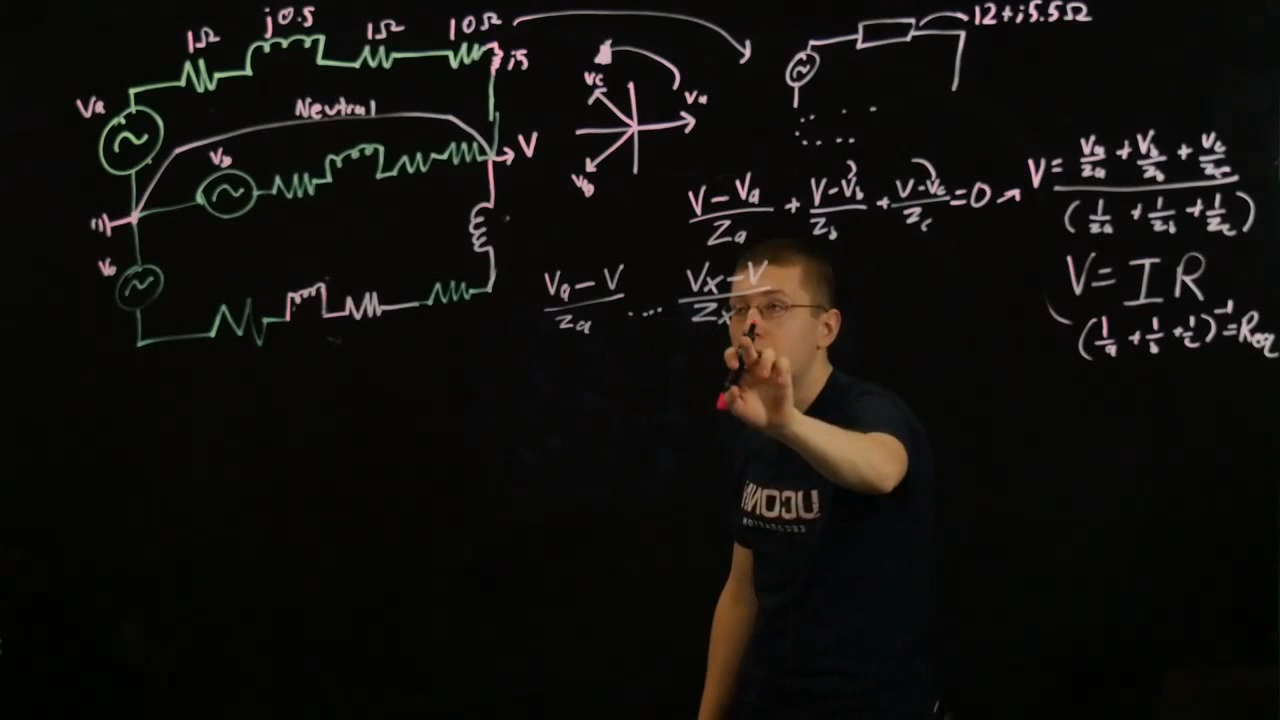 1Ω j0.5 1Ω 10Ω
j5
12+j5.5Ω
Va
Neutral
Vb
V
Vc
Va
Vb
(V-Va)/Za + (V-Vb)/Zb + (V-Vc)/Zc = 0
V = (Va/Za + Vb/Zb + Vc/Zc) / (1/Za + 1/Zb + 1/Zc)
(Va-V)/Za .... (Vx-V)/Zx
V = I R
(1/a + 1/b + 1/c)⁻¹ = Req
UCONN